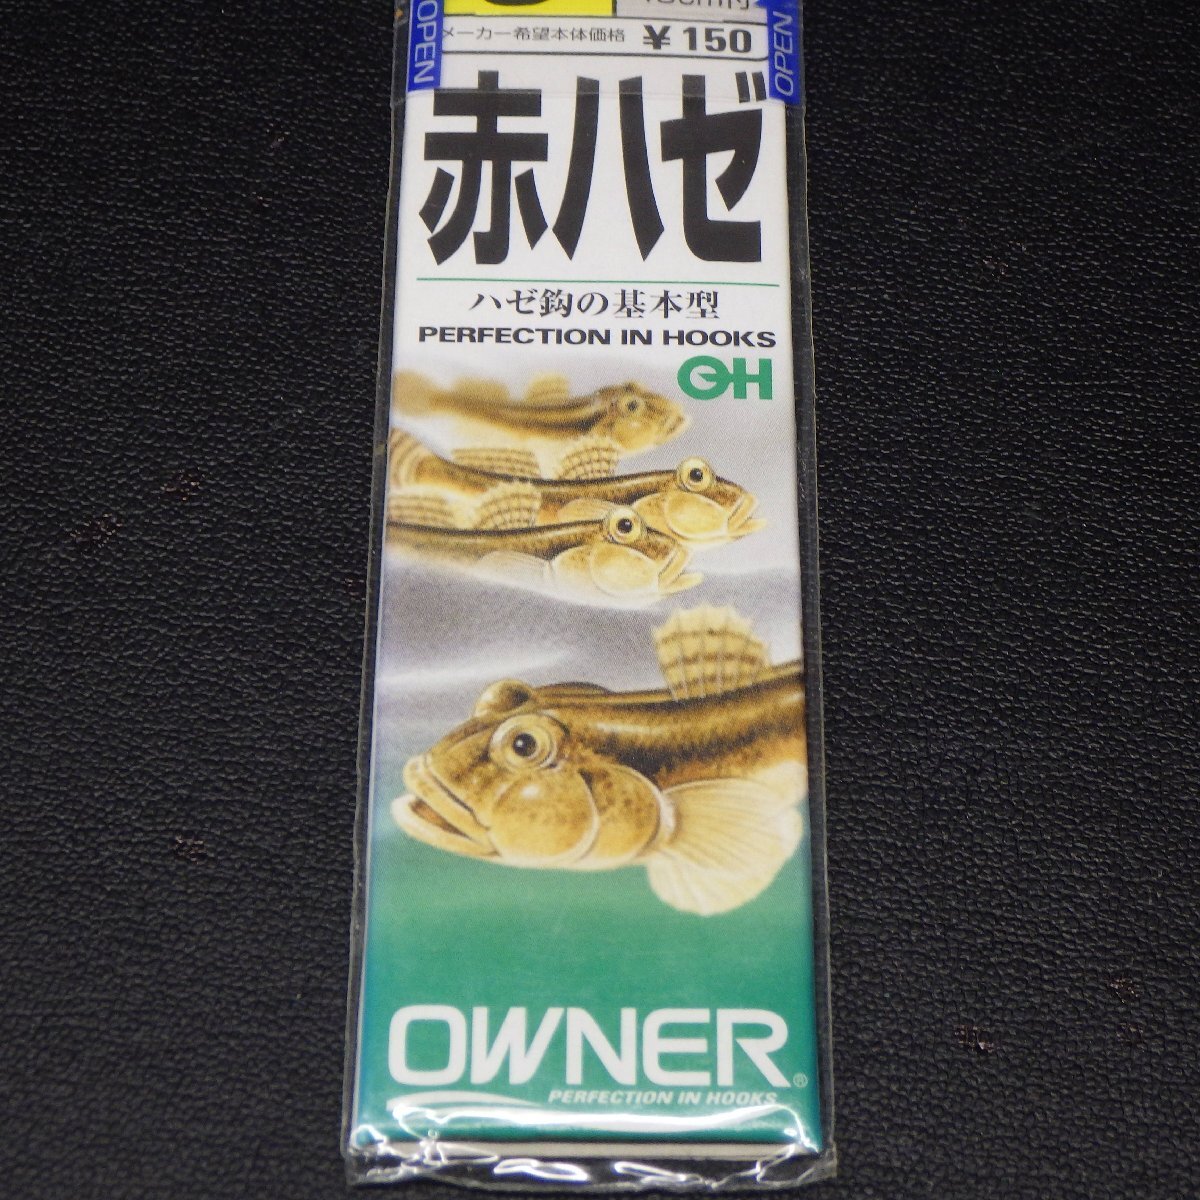 OPEN
メーカー希望本体価格 ¥150
OPEN
赤ハゼ
ハゼ鈎の基本型
PERFECTION IN HOOKS
OH
OWNER®
PERFECTION IN HOOKS